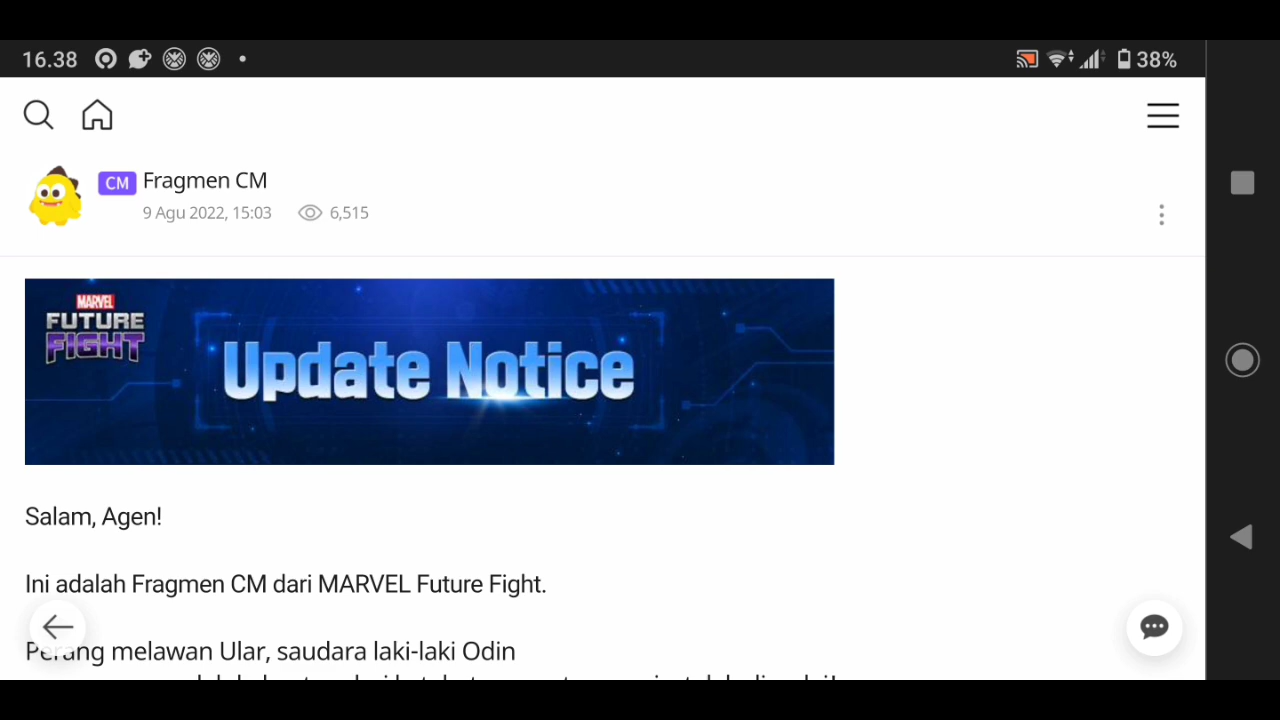 16.38
38%
CM Fragmen CM
9 Agu 2022, 15:03 6,515
MARVEL
FUTURE
FIGHT
Update Notice
Salam, Agen!
Ini adalah Fragmen CM dari MARVEL Future Fight.
Perang melawan Ular, saudara laki-laki Odin